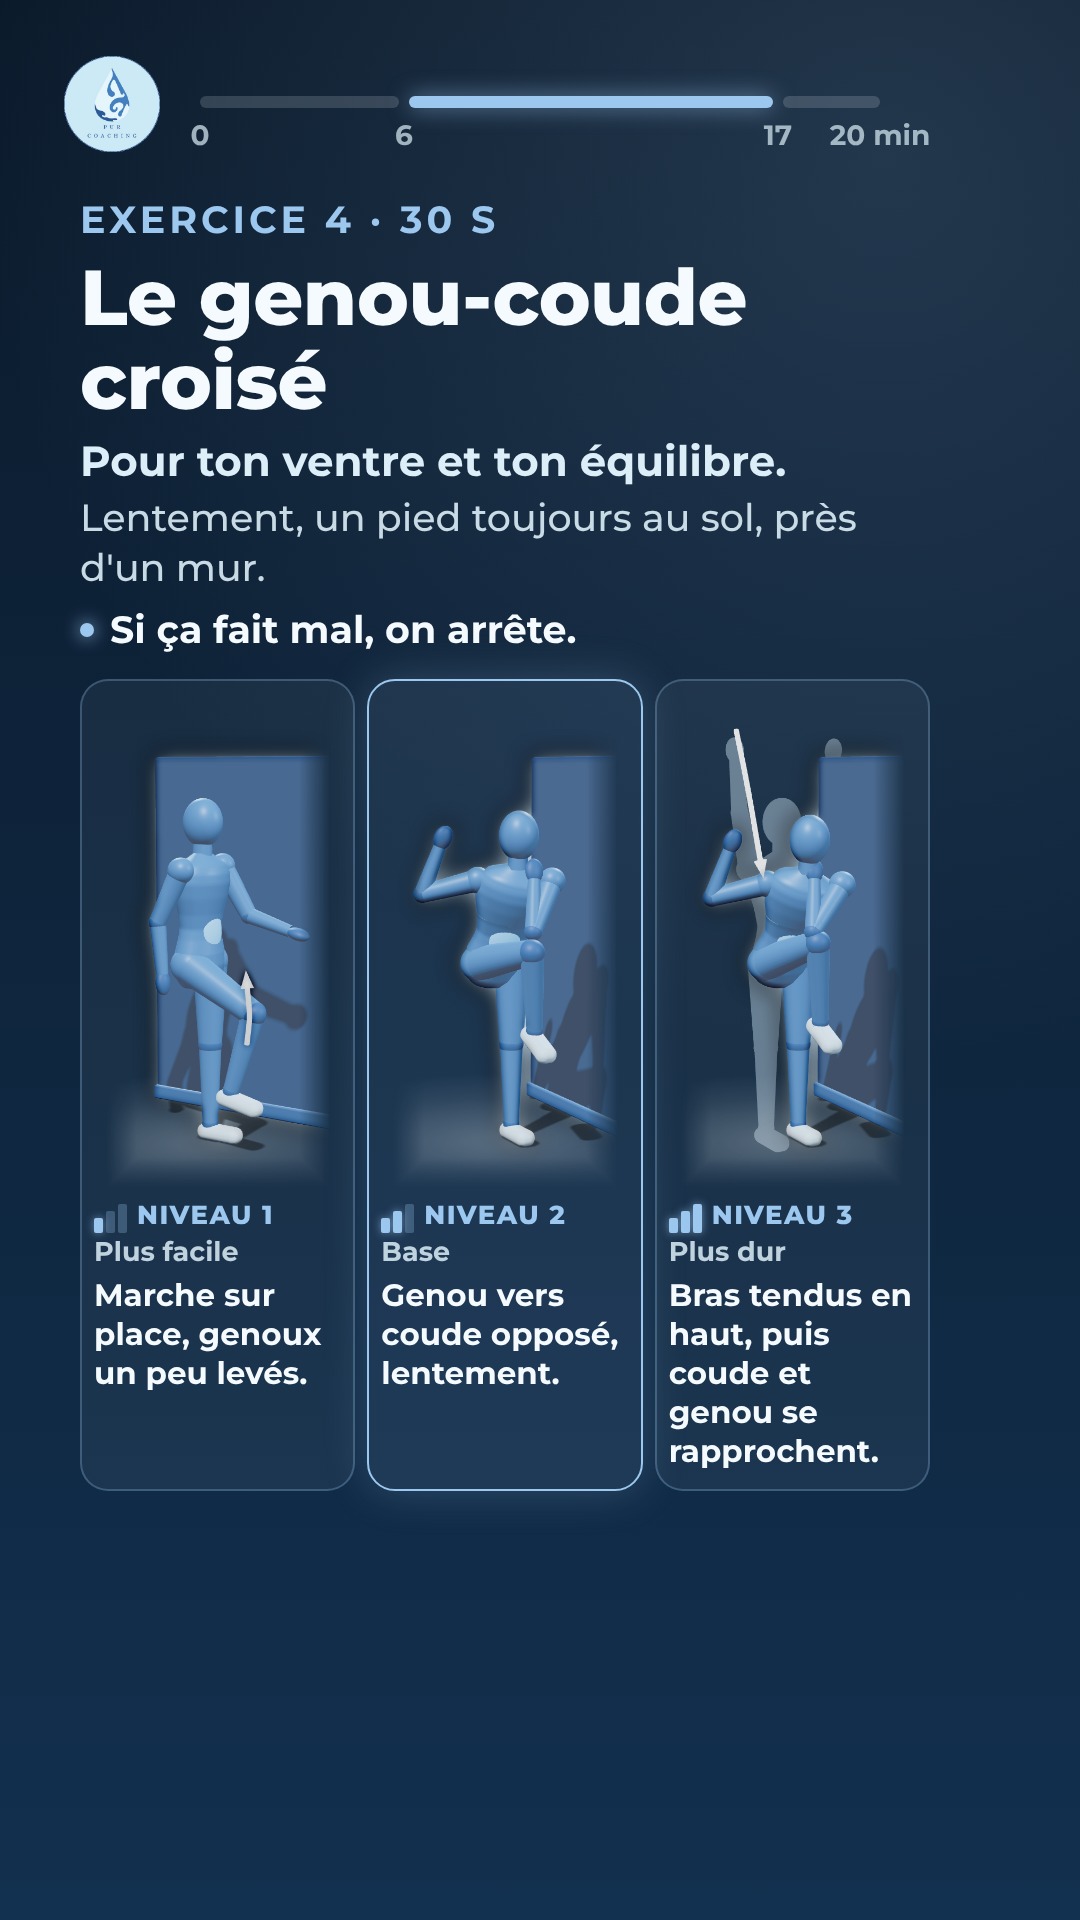 PUR
COACHING
0
6
17
20 min
EXERCICE 4 · 30 S
Le genou-coude
croisé
Pour ton ventre et ton équilibre.
Lentement, un pied toujours au sol, près
d'un mur.
• Si ça fait mal, on arrête.
NIVEAU 1
Plus facile
Marche sur
place, genoux
un peu levés.
NIVEAU 2
Base
Genou vers
coude opposé,
lentement.
NIVEAU 3
Plus dur
Bras tendus en
haut, puis
coude et
genou se
rapprochent.